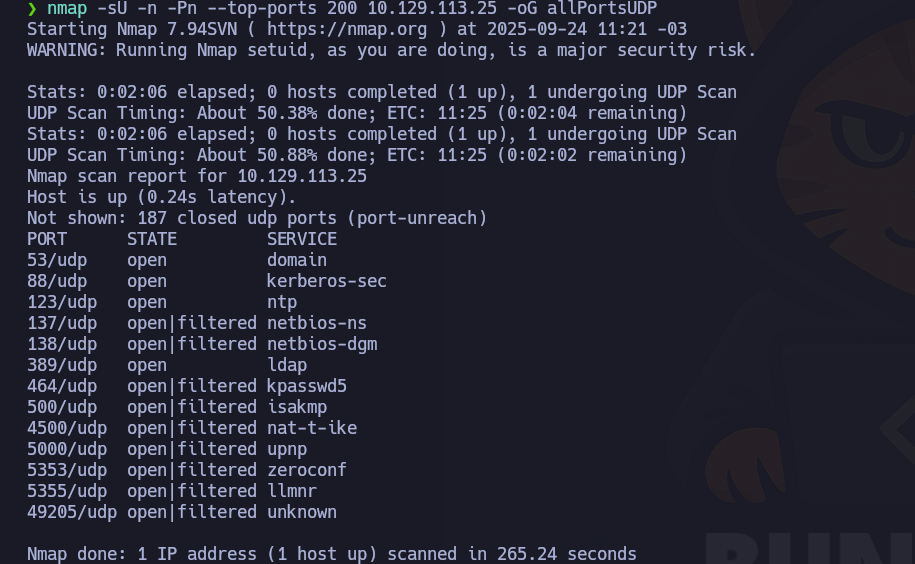 ❯ nmap -sU -n -Pn --top-ports 200 10.129.113.25 -oG allPortsUDP
Starting Nmap 7.94SVN ( https://nmap.org ) at 2025-09-24 11:21 -03
WARNING: Running Nmap setuid, as you are doing, is a major security risk.
Stats: 0:02:06 elapsed; 0 hosts completed (1 up), 1 undergoing UDP Scan
UDP Scan Timing: About 50.38% done; ETC: 11:25 (0:02:04 remaining)
Stats: 0:02:06 elapsed; 0 hosts completed (1 up), 1 undergoing UDP Scan
UDP Scan Timing: About 50.88% done; ETC: 11:25 (0:02:02 remaining)
Nmap scan report for 10.129.113.25
Host is up (0.24s latency).
Not shown: 187 closed udp ports (port-unreach)
PORT      STATE         SERVICE
53/udp    open          domain
88/udp    open          kerberos-sec
123/udp   open          ntp
137/udp   open|filtered netbios-ns
138/udp   open|filtered netbios-dgm
389/udp   open          ldap
464/udp   open|filtered kpasswd5
500/udp   open|filtered isakmp
4500/udp  open|filtered nat-t-ike
5000/udp  open|filtered upnp
5353/udp  open|filtered zeroconf
5355/udp  open|filtered llmnr
49205/udp open|filtered unknown
Nmap done: 1 IP address (1 host up) scanned in 265.24 seconds